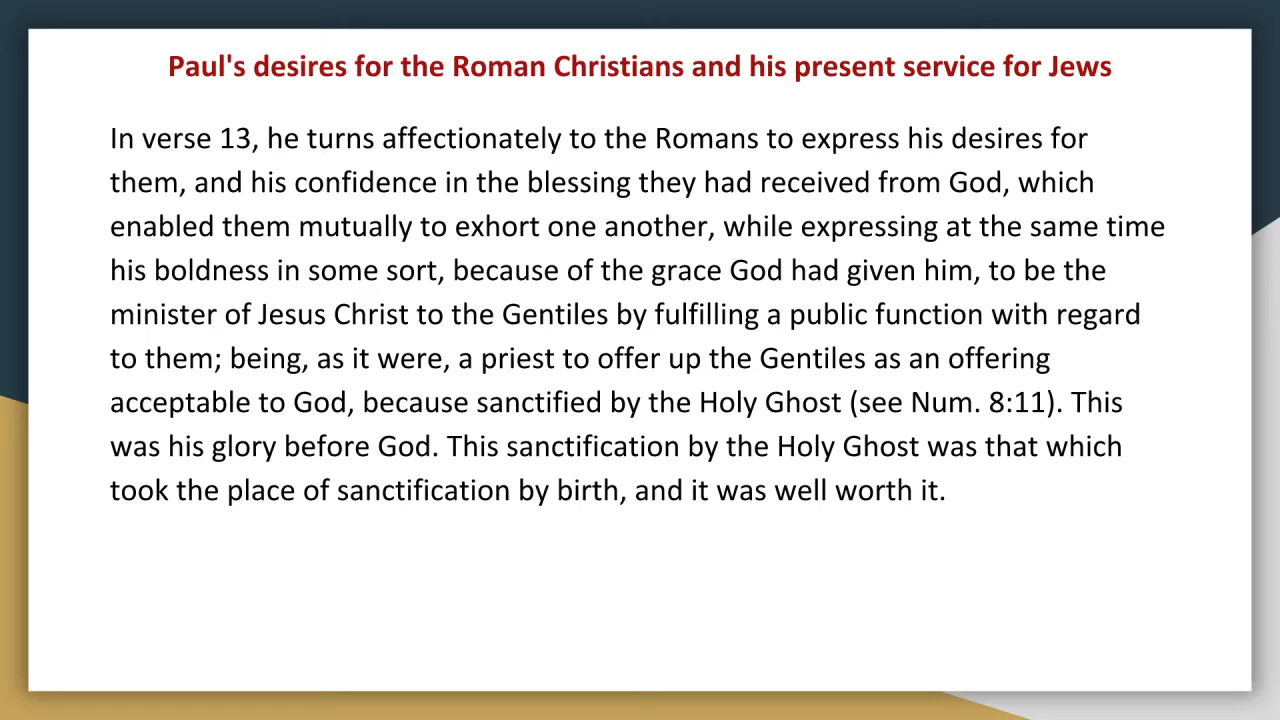 Paul's desires for the Roman Christians and his present service for Jews
In verse 13, he turns affectionately to the Romans to express his desires for
them, and his confidence in the blessing they had received from God, which
enabled them mutually to exhort one another, while expressing at the same time
his boldness in some sort, because of the grace God had given him, to be the
minister of Jesus Christ to the Gentiles by fulfilling a public function with regard
to them; being, as it were, a priest to offer up the Gentiles as an offering
acceptable to God, because sanctified by the Holy Ghost (see Num. 8:11). This
was his glory before God. This sanctification by the Holy Ghost was that which
took the place of sanctification by birth, and it was well worth it.